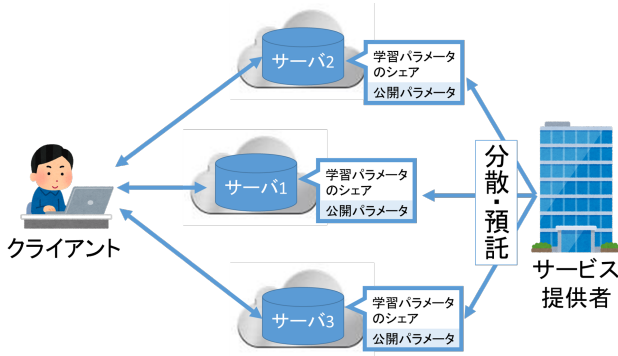 サーバ2
学習パラメータ
のシェア
公開パラメータ
サーバ1
学習パラメータ
のシェア
公開パラメータ
サーバ3
学習パラメータ
のシェア
公開パラメータ
クライアント
分散・預託
サービス
提供者